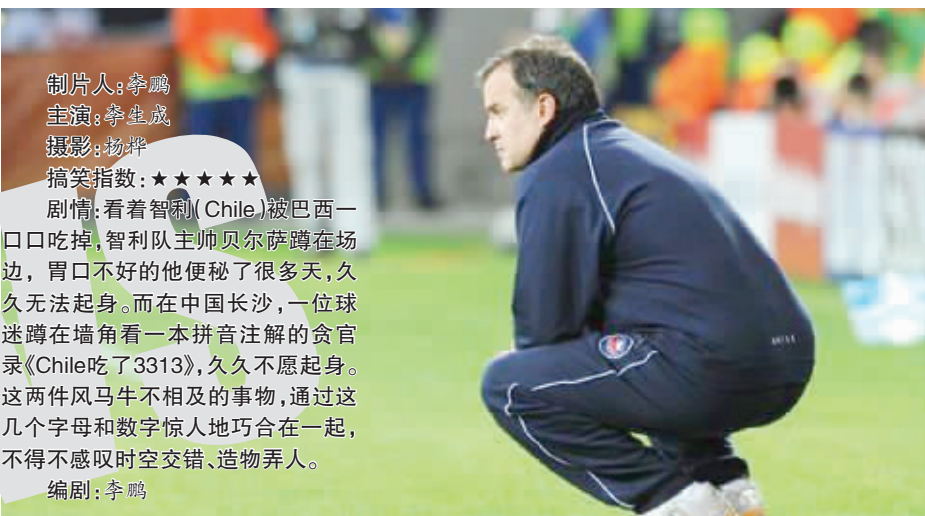 制片人:李鹏
主演:李生成
摄影:杨桦
搞笑指数:★★★★★
剧情:看着智利(Chile)被巴西一
口口吃掉,智利队主帅贝尔萨蹲在场
边，胃口不好的他便秘了很多天,久
久无法起身。而在中国长沙,一位球
迷蹲在墙角看一本拼音注解的贪官
录《Chile吃了3313》,久久不愿起身。
这两件风马牛不相及的事物,通过这
几个字母和数字惊人地巧合在一起,
不得不感叹时空交错、造物弄人。
编剧:李鹏